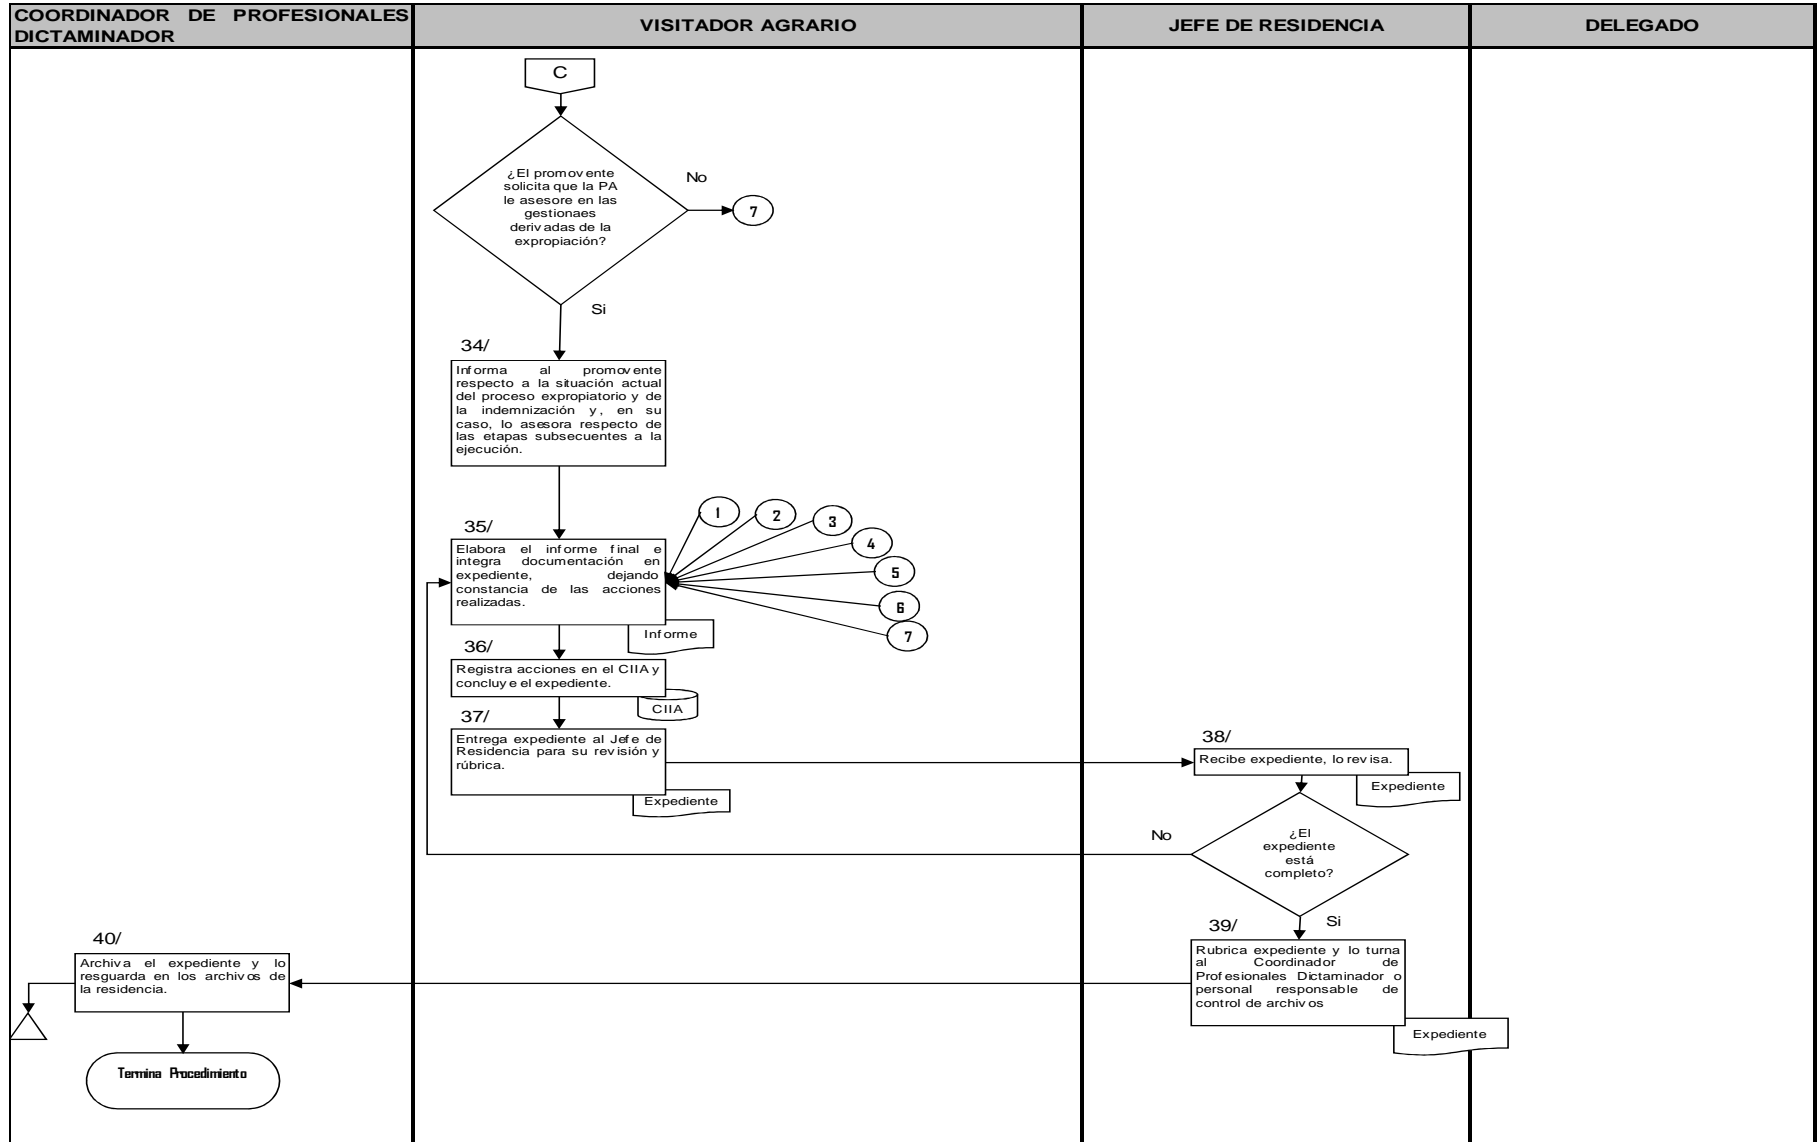 COORDINADOR DE PROFESIONALES
DICTAMINADOR
VISITADOR AGRARIO
JEFE DE RESIDENCIA
DELEGADO
C
¿El promovente
solicita que la PA
le asesore en las
gestionaes
derivadas de la
expropiación?
No
7
Si
34/
Informa al promovente
respecto a la situación actual
del proceso expropiatorio y de
la indemnización y, en su
caso, lo asesora respecto de
las etapas subsecuentes a la
ejecución.
1
2
3
4
5
6
7
35/
Elabora el informe final e
integra documentación en
expediente, dejando
constancia de las acciones
realizadas.
Informe
36/
Registra acciones en el CIIA y
concluye el expediente.
CIIA
37/
Entrega expediente al Jefe de
Residencia para su revisión y
rúbrica.
Expediente
38/
Recibe expediente, lo revisa.
Expediente
¿El
expediente
está
completo?
No
Si
39/
Rubrica expediente y lo turna
al Coordinador de
Profesionales Dictaminador o
personal responsable de
control de archivos
Expediente
40/
Archiva el expediente y lo
resguarda en los archivos de
la residencia.
Termina Procedimiento